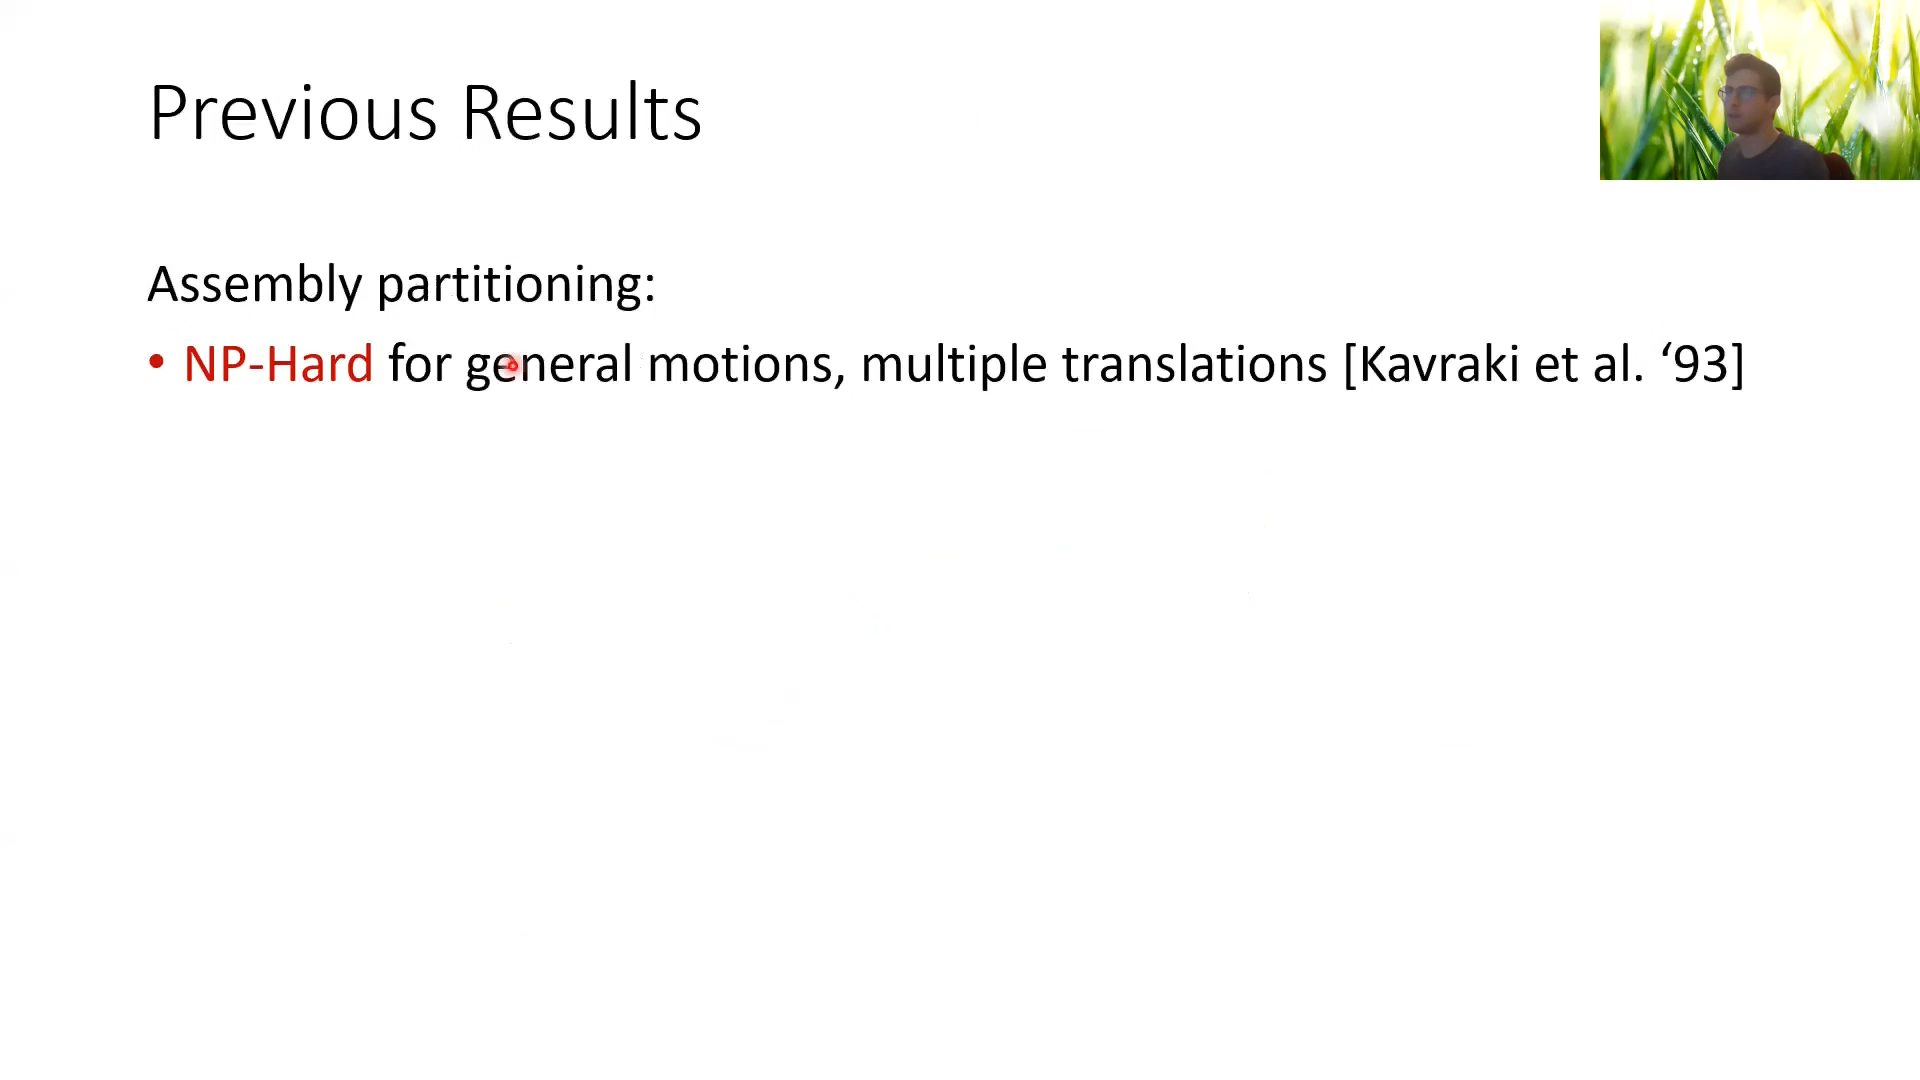 Previous Results
Assembly partitioning:
• NP-Hard for general motions, multiple translations [Kavraki et al. ‘93]